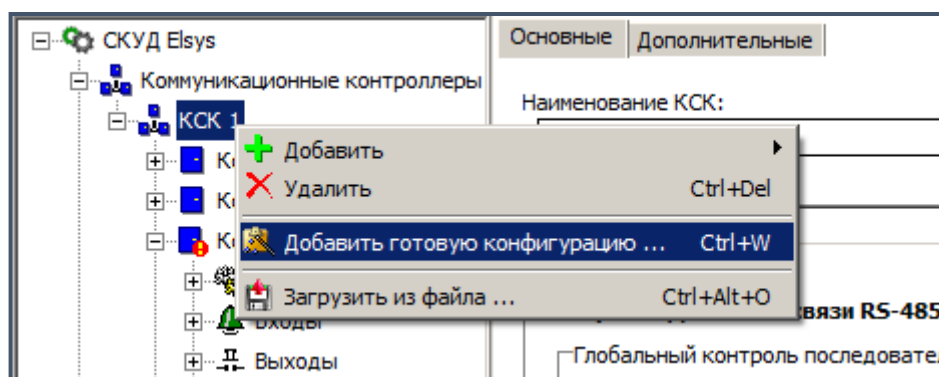 СКУД Elsys
Основные
Дополнительные
Коммуникационные контроллеры
КСК 1
Наименование КСК:
Добавить
Удалить Ctrl+Del
Добавить готовую конфигурацию ... Ctrl+W
Загрузить из файла ... Ctrl+Alt+O
связи RS-485
Входы
Выходы
Глобальный контроль